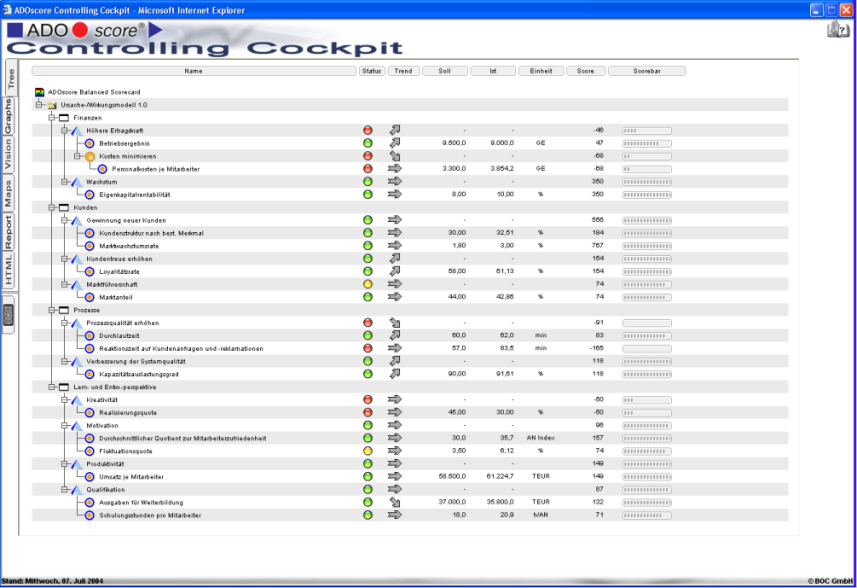 ADOscore Controlling Cockpit - Microsoft Internet Explorer
ADO score®
Controlling Cockpit
Name Status Trend Soll Ist Einheit Score Scorebar
Tree
Graphs
Vision
Maps
Report
HTML
ADOscore Balanced Scorecard
Ursache-/Wirkungsmodell 1.0
Finanzen
Höhere Ertragskraft - - -46
Betriebsergebnis 9.500,0 9.000,0 GE 47
Kosten minimieren - - -68
Personalkosten je Mitarbeiter 3.300,0 3.854,2 GE -68
Wachstum - - 350
Eigenkapitalrentabilität 8,00 10,00 % 350
Kunden
Gewinnung neuer Kunden - - 566
Kundenstruktur nach best. Merkmal 30,00 32,51 % 184
Marktwachstumsrate 1,80 3,00 % 767
Kundentreue erhöhen - - 154
Loyalitätsrate 58,00 61,13 % 154
Marktführerschaft - - 74
Marktanteil 44,00 42,86 % 74
Prozesse
Prozessqualität erhöhen - - -91
Durchlaufzeit 60,0 62,0 min 83
Reaktionszeit auf Kundenanfragen und -reklamationen 57,0 83,5 min -165
Verbesserung der Systemqualität - - 118
Kapazitätsauslastungsgrad 90,00 91,61 % 118
Lern- und Entw.-perspektive
Kreativität - - -50
Realisierungsquote 45,00 30,00 % -50
Motivation - - 96
Durchschnittlicher Quotient zur Mitarbeiterzufriedenheit 30,0 35,7 AN Index 157
Fluktuationsquote 3,50 6,12 % 74
Produktivität - - 149
Umsatz je Mitarbeiter 58.500,0 61.224,7 TEUR 149
Qualifikation - - 87
Ausgaben für Weiterbildung 37.000,0 35.800,0 TEUR 132
Schulungsstunden pro Mitarbeiter 18,0 20,9 h/AN 71
Stand: Mittwoch, 07. Juli 2004
© BOC GmbH